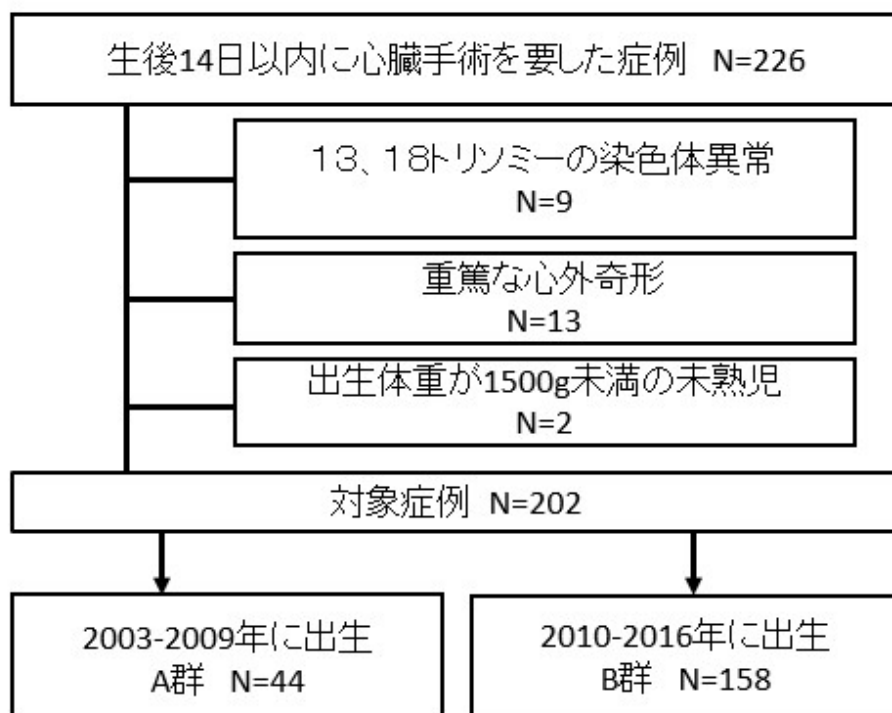 生後14日以内に心臓手術を要した症例 N=226
13、18トリソミーの染色体異常
N=9
重篤な心外奇形
N=13
出生体重が1500g未満の未熟児
N=2
対象症例 N=202
2003-2009年に出生
A群 N=44
2010-2016年に出生
B群 N=158